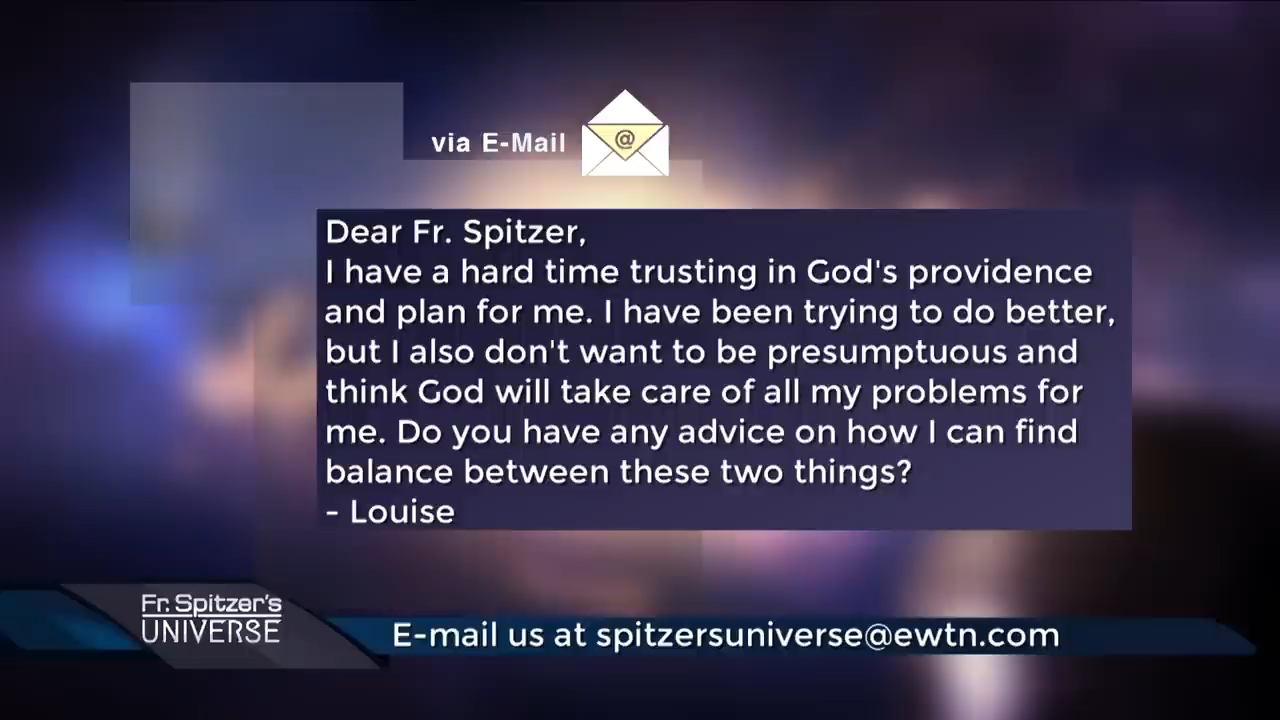 via E-Mail
@
Dear Fr. Spitzer,
I have a hard time trusting in God's providence
and plan for me. I have been trying to do better,
but I also don't want to be presumptuous and
think God will take care of all my problems for
me. Do you have any advice on how I can find
balance between these two things?
- Louise
Fr. Spitzer's
UNIVERSE
E-mail us at spitzersuniverse@ewtn.com